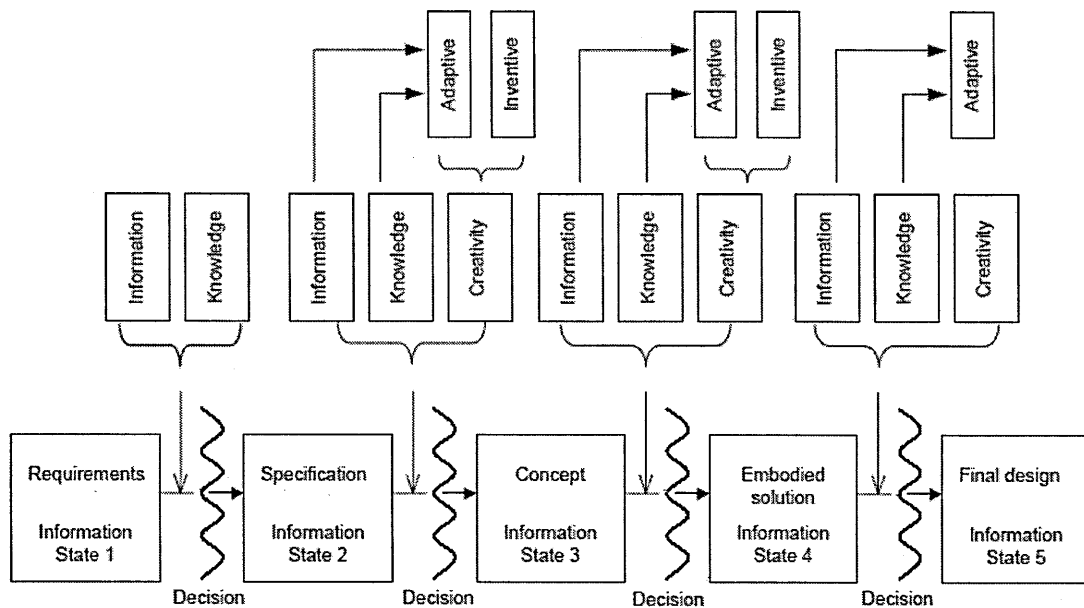 Adaptive
Inventive
Adaptive
Inventive
Adaptive
Information
Knowledge
Information
Knowledge
Creativity
Information
Knowledge
Creativity
Information
Knowledge
Creativity
Requirements
Information
State 1
Specification
Information
State 2
Concept
Information
State 3
Embodied
solution
Information
State 4
Final design
Information
State 5
Decision
Decision
Decision
Decision